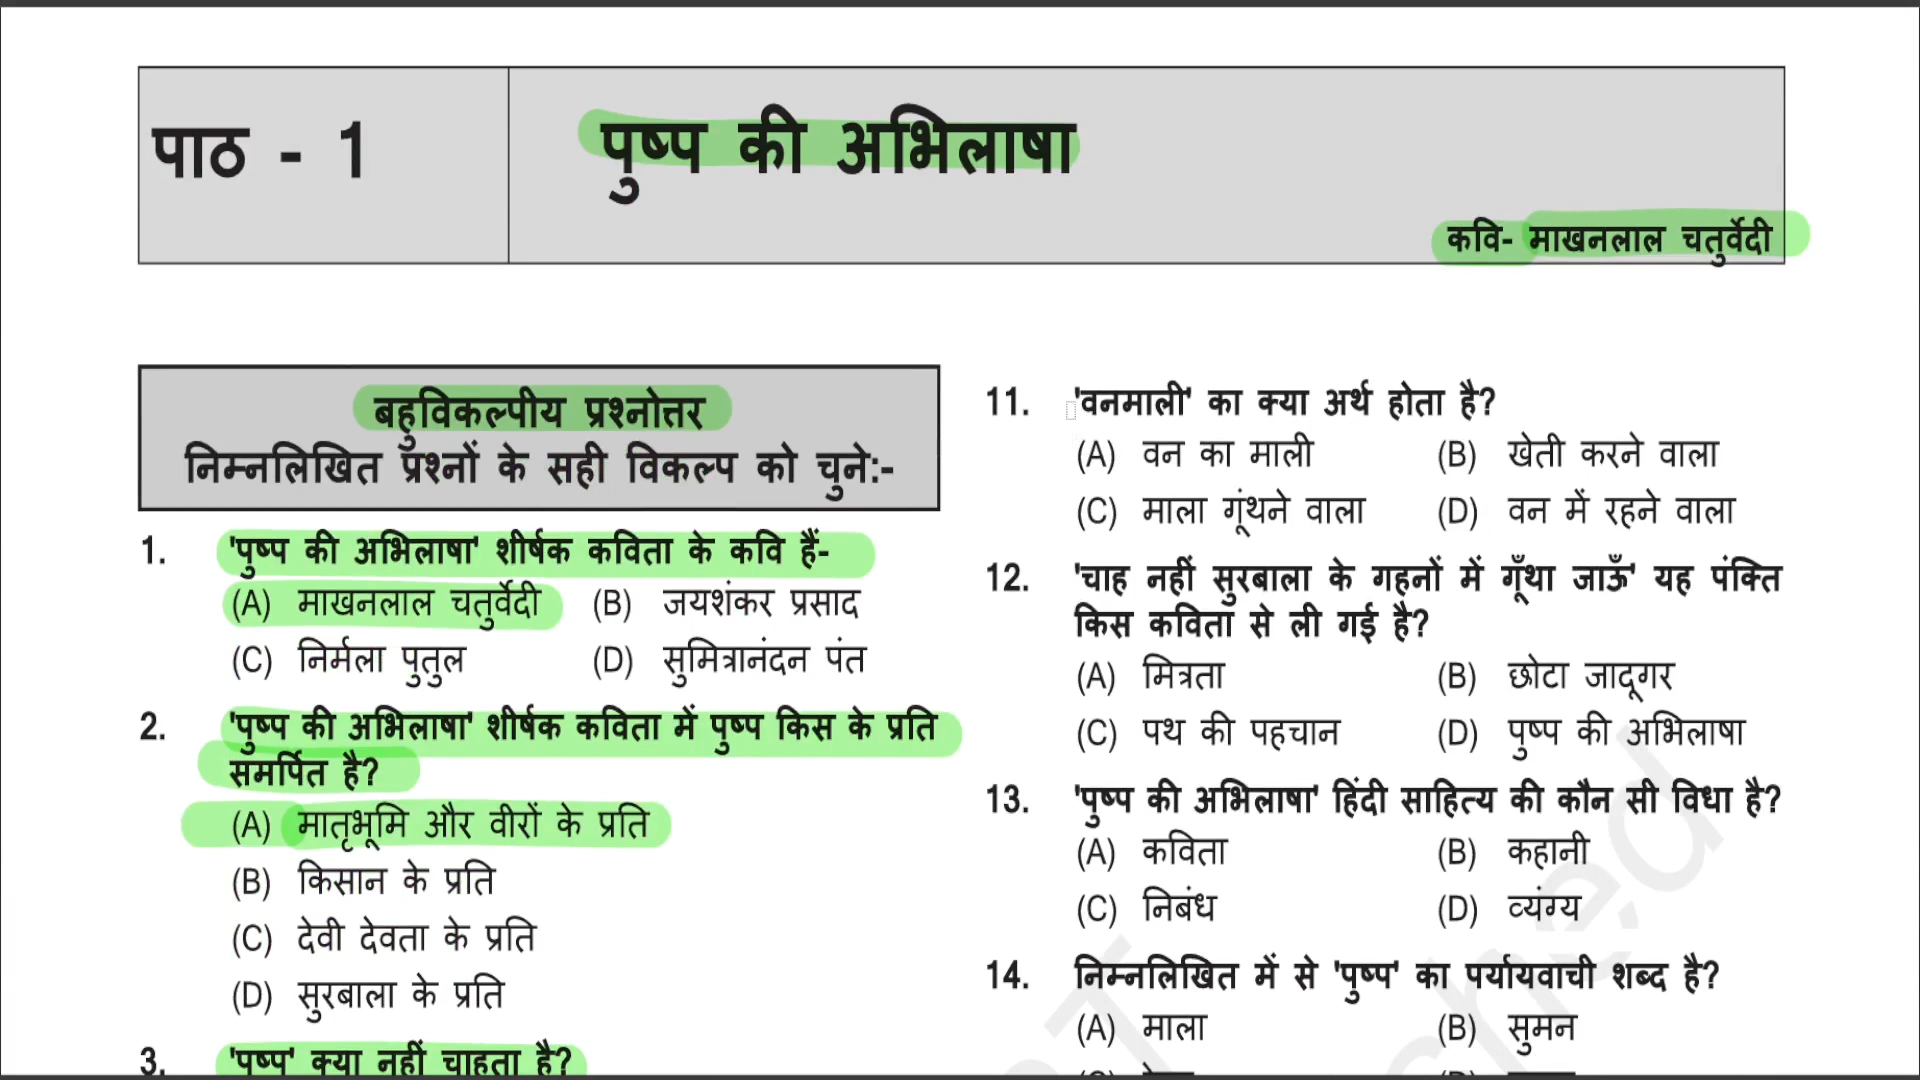 पाठ - 1
पुष्प की अभिलाषा
कवि- माखनलाल चतुर्वेदी
बहुविकल्पीय प्रश्नोत्तर
निम्नलिखित प्रश्नों के सही विकल्प को चुने:-
1. 'पुष्प की अभिलाषा' शीर्षक कविता के कवि हैं-
(A) माखनलाल चतुर्वेदी (B) जयशंकर प्रसाद
(C) निर्मला पुतुल (D) सुमित्रानंदन पंत
2. 'पुष्प की अभिलाषा' शीर्षक कविता में पुष्प किस के प्रति
समर्पित है?
(A) मातृभूमि और वीरों के प्रति
(B) किसान के प्रति
(C) देवी देवता के प्रति
(D) सुरबाला के प्रति
3. 'पुष्प' क्या नहीं चाहता है?
11. 'वनमाली' का क्या अर्थ होता है?
(A) वन का माली (B) खेती करने वाला
(C) माला गूंथने वाला (D) वन में रहने वाला
12. 'चाह नहीं सुरबाला के गहनों में गूँथा जाऊँ' यह पंक्ति
किस कविता से ली गई है?
(A) मित्रता (B) छोटा जादूगर
(C) पथ की पहचान (D) पुष्प की अभिलाषा
13. 'पुष्प की अभिलाषा' हिंदी साहित्य की कौन सी विधा है?
(A) कविता (B) कहानी
(C) निबंध (D) व्यंग्य
14. निम्नलिखित में से 'पुष्प' का पर्यायवाची शब्द है?
(A) माला (B) सुमन